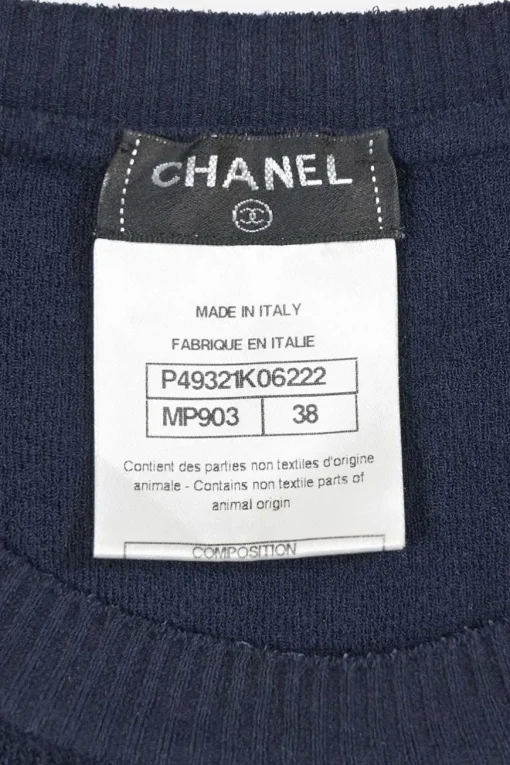 CHANEL
MADE IN ITALY
FABRIQUE EN ITALIE
P49321K06222
MP903 38
Contient des parties non textiles d'origine
animale - Contains non textile parts of
animal origin
COMPOSITION